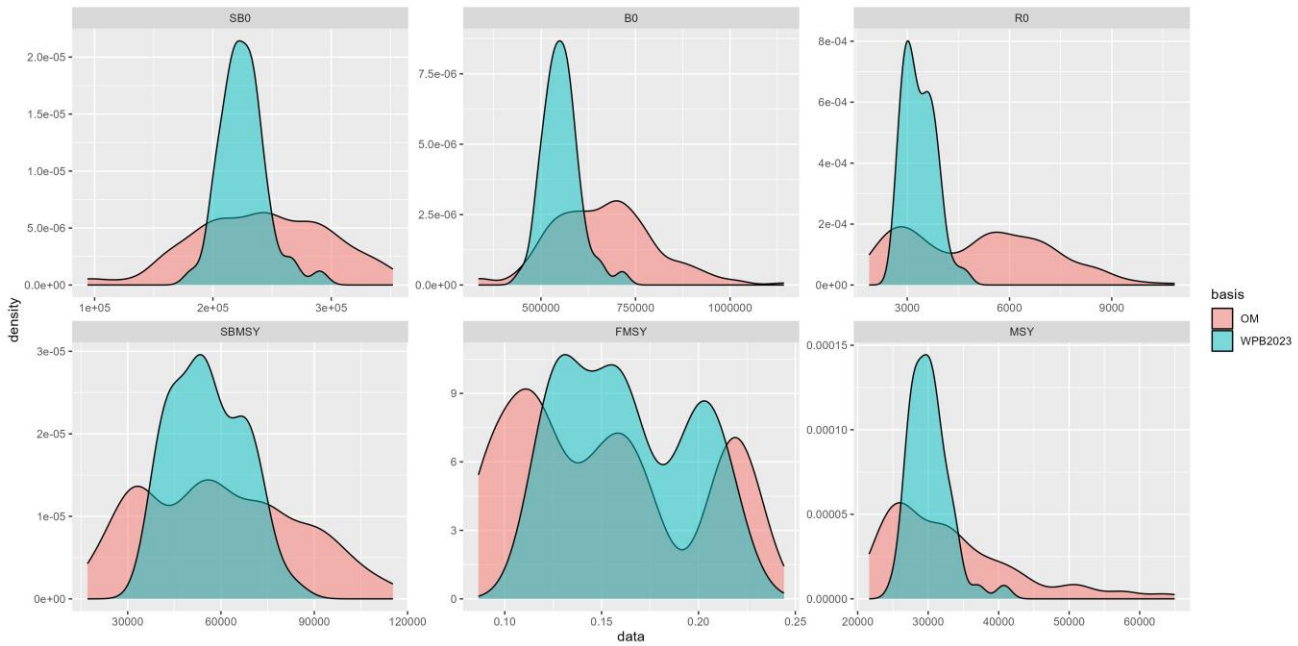 SB0
B0
R0
2.0e-05
1.5e-05
1.0e-05
5.0e-06
0.0e+00
1e+05
2e+05
3e+05
7.5e-06
5.0e-06
2.5e-06
0.0e+00
500000
750000
1000000
8e-04
6e-04
4e-04
2e-04
0e+00
3000
6000
9000
density
SBMSY
FMSY
MSY
3e-05
2e-05
1e-05
0e+00
30000
60000
90000
120000
9
6
3
0
0.10
0.15
0.20
0.25
0.00015
0.00010
0.00005
0.00000
20000
30000
40000
50000
60000
data
basis
OM
WPB2023